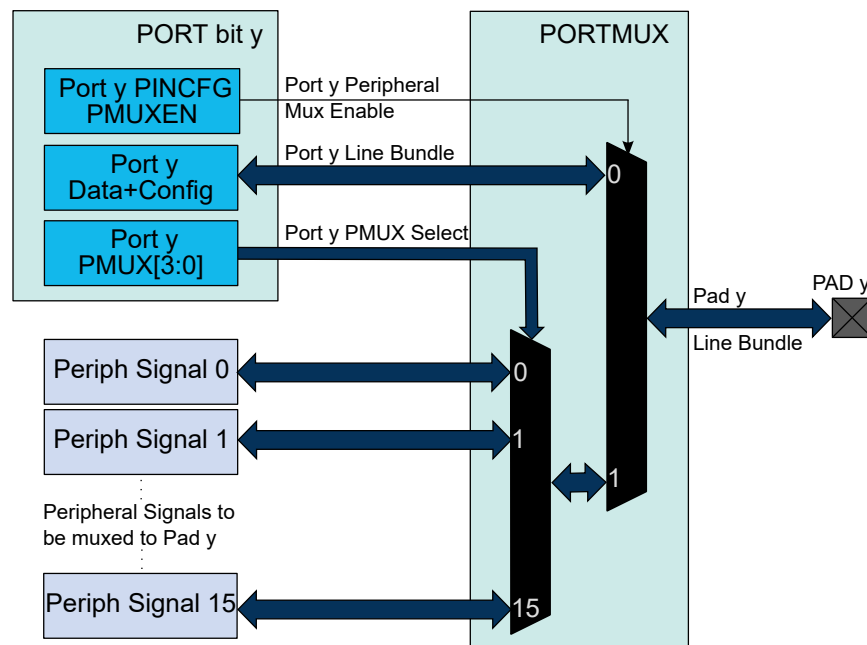 PORT bit y
PORTMUX
Port y PINCFG
PMUXEN
Port y Peripheral
Mux Enable
Port y
Data+Config
Port y Line Bundle
0
Port y
PMUX[3:0]
Port y PMUX Select
Pad y
Line Bundle
PAD y
Periph Signal 0
0
Periph Signal 1
1
1
Peripheral Signals to
be muxed to Pad y
Periph Signal 15
15